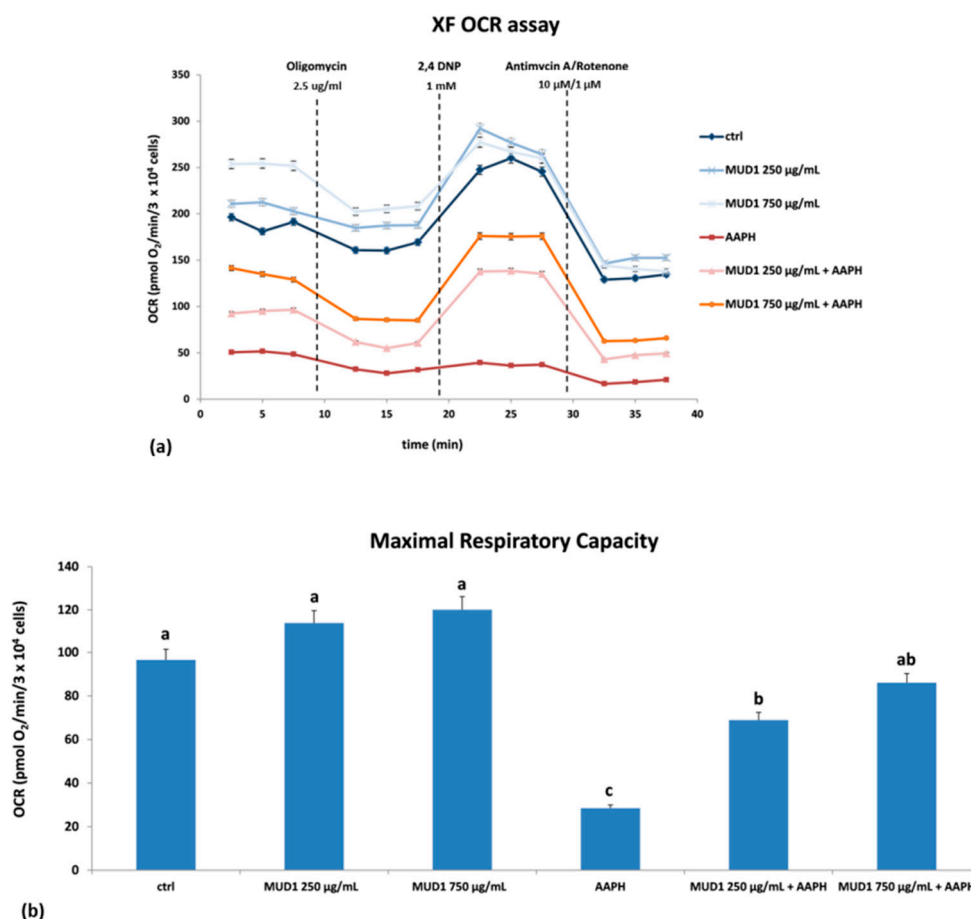 XF OCR assay
Oligomycin
2.5 ug/ml
2,4 DNP
1 mM
Antimvcin A/Rotenone
10 µM/1 µM
OCR (pmol O₂/min/3 x 10⁴ cells)
350
300
250
200
150
100
50
0
0 5 10 15 20 25 30 35 40
time (min)
ctrl
MUD1 250 µg/mL
MUD1 750 µg/mL
AAPH
MUD1 250 µg/mL + AAPH
MUD1 750 µg/mL + AAPH
(a)
Maximal Respiratory Capacity
OCR (pmol O₂/min/3 x 10⁴ cells)
140
120
100
80
60
40
20
0
a a a c b ab
ctrl MUD1 250 µg/mL MUD1 750 µg/mL AAPH MUD1 250 µg/mL + AAPH MUD1 750 µg/mL + AAPH
(b)